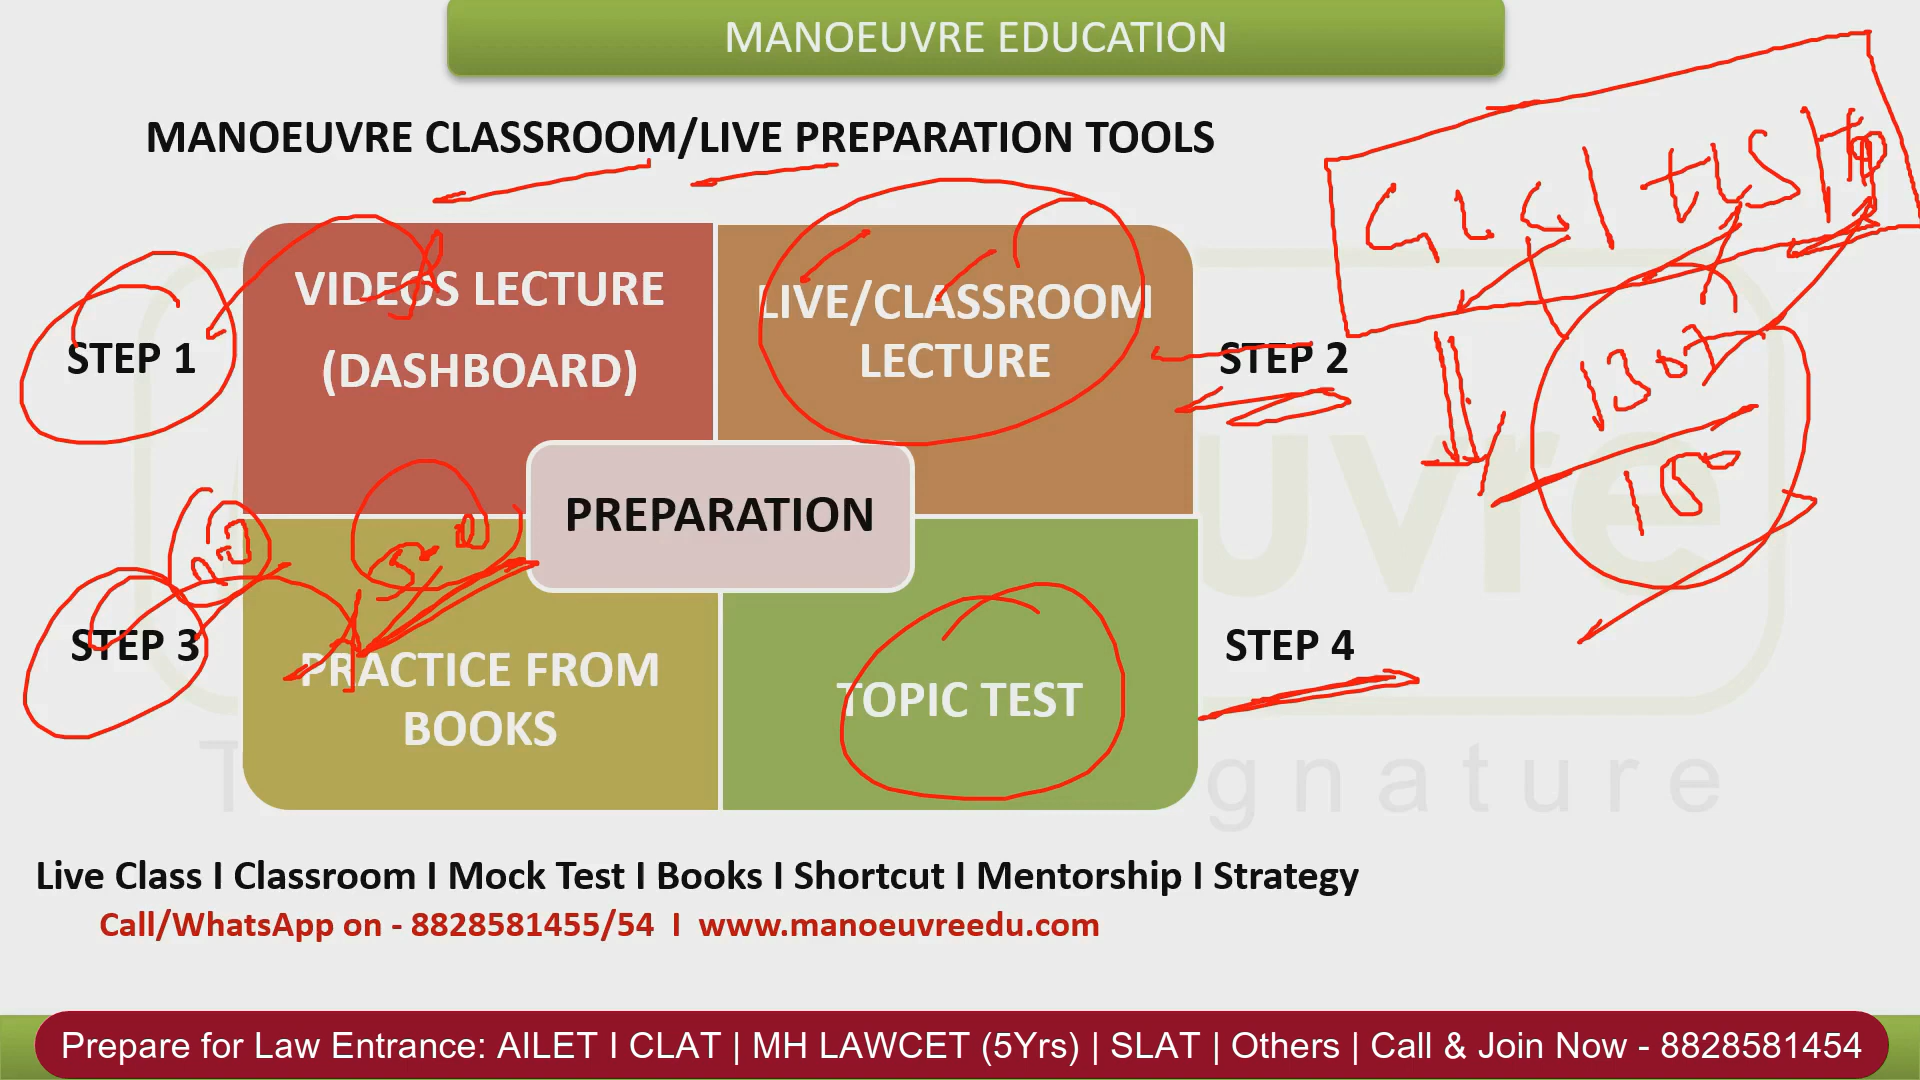 MANOEUVRE EDUCATION
MANOEUVRE CLASSROOM/LIVE PREPARATION TOOLS
VIDEOS LECTURE
(DASHBOARD)
LIVE/CLASSROOM
LECTURE
STEP 1
STEP 2
PREPARATION
STEP 3
STEP 4
PRACTICE FROM
BOOKS
TOPIC TEST
Live Class I Classroom I Mock Test I Books I Shortcut I Mentorship I Strategy
Call/WhatsApp on - 8828581455/54 I www.manoeuvreedu.com
Prepare for Law Entrance: AILET I CLAT | MH LAWCET (5Yrs) | SLAT | Others | Call & Join Now - 8828581454